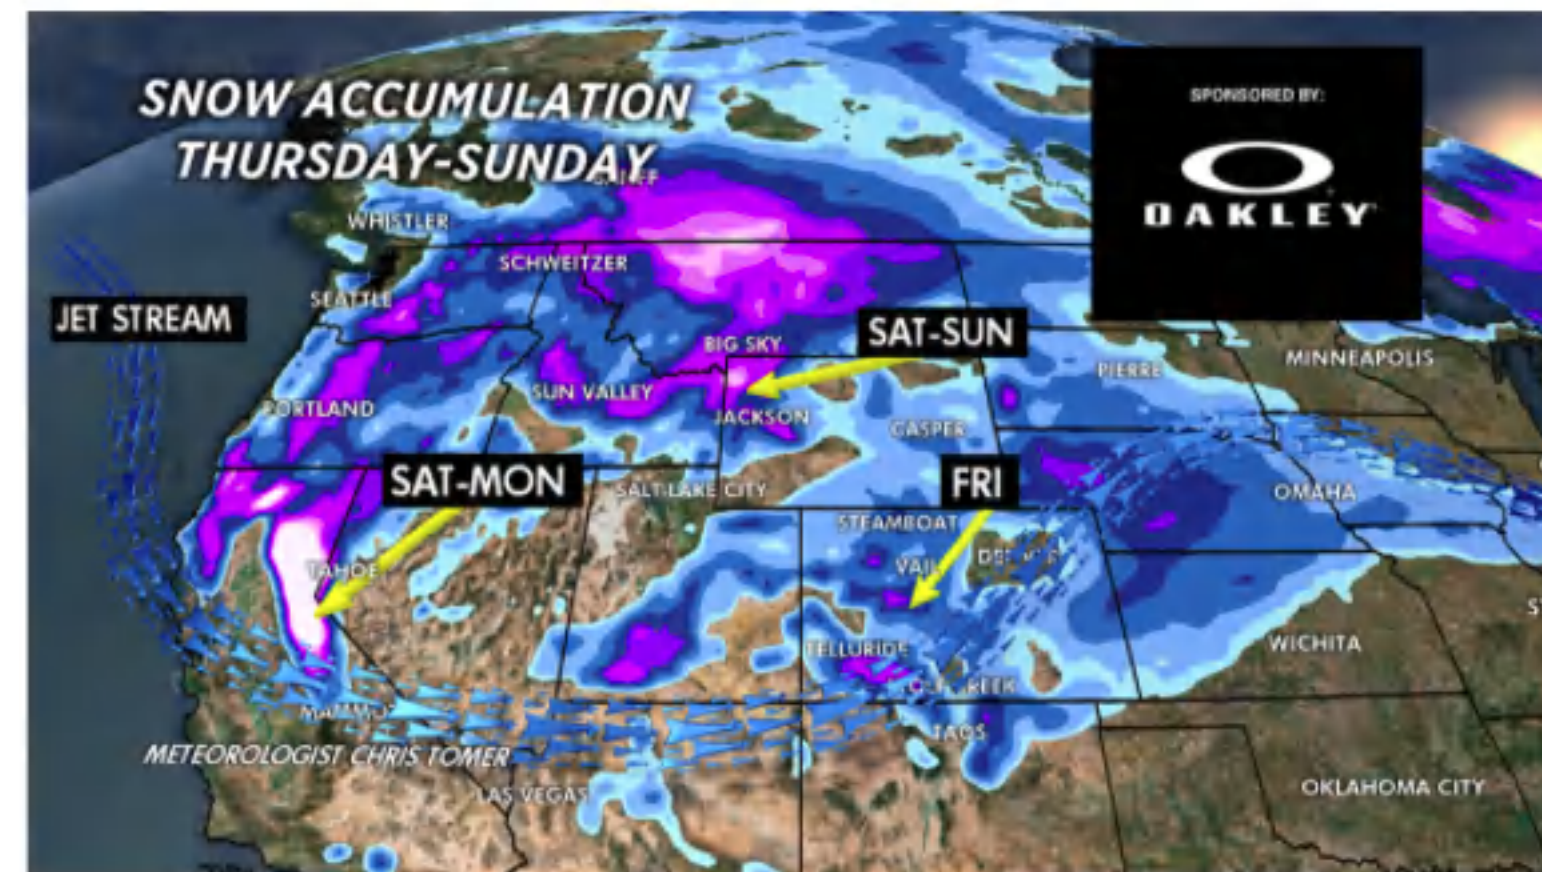 SNOW ACCUMULATION
THURSDAY-SUNDAY
SPONSORED BY:
OAKLEY
WHISTLER
SCHWEITZER
SEATTLE
JET STREAM
BIG SKY
SAT-SUN
MINNEAPOLIS
PIERRE
SUN VALLEY
PORTLAND
JACKSON
CASPER
SAT-MON
SALT LAKE CITY
FRI
OMAHA
STEAMBOAT
TAHOE
VAIL
WICHITA
TELLURIDE
TAOS
METEOROLOGIST CHRIS TOMER
LAS VEGAS
OKLAHOMA CITY